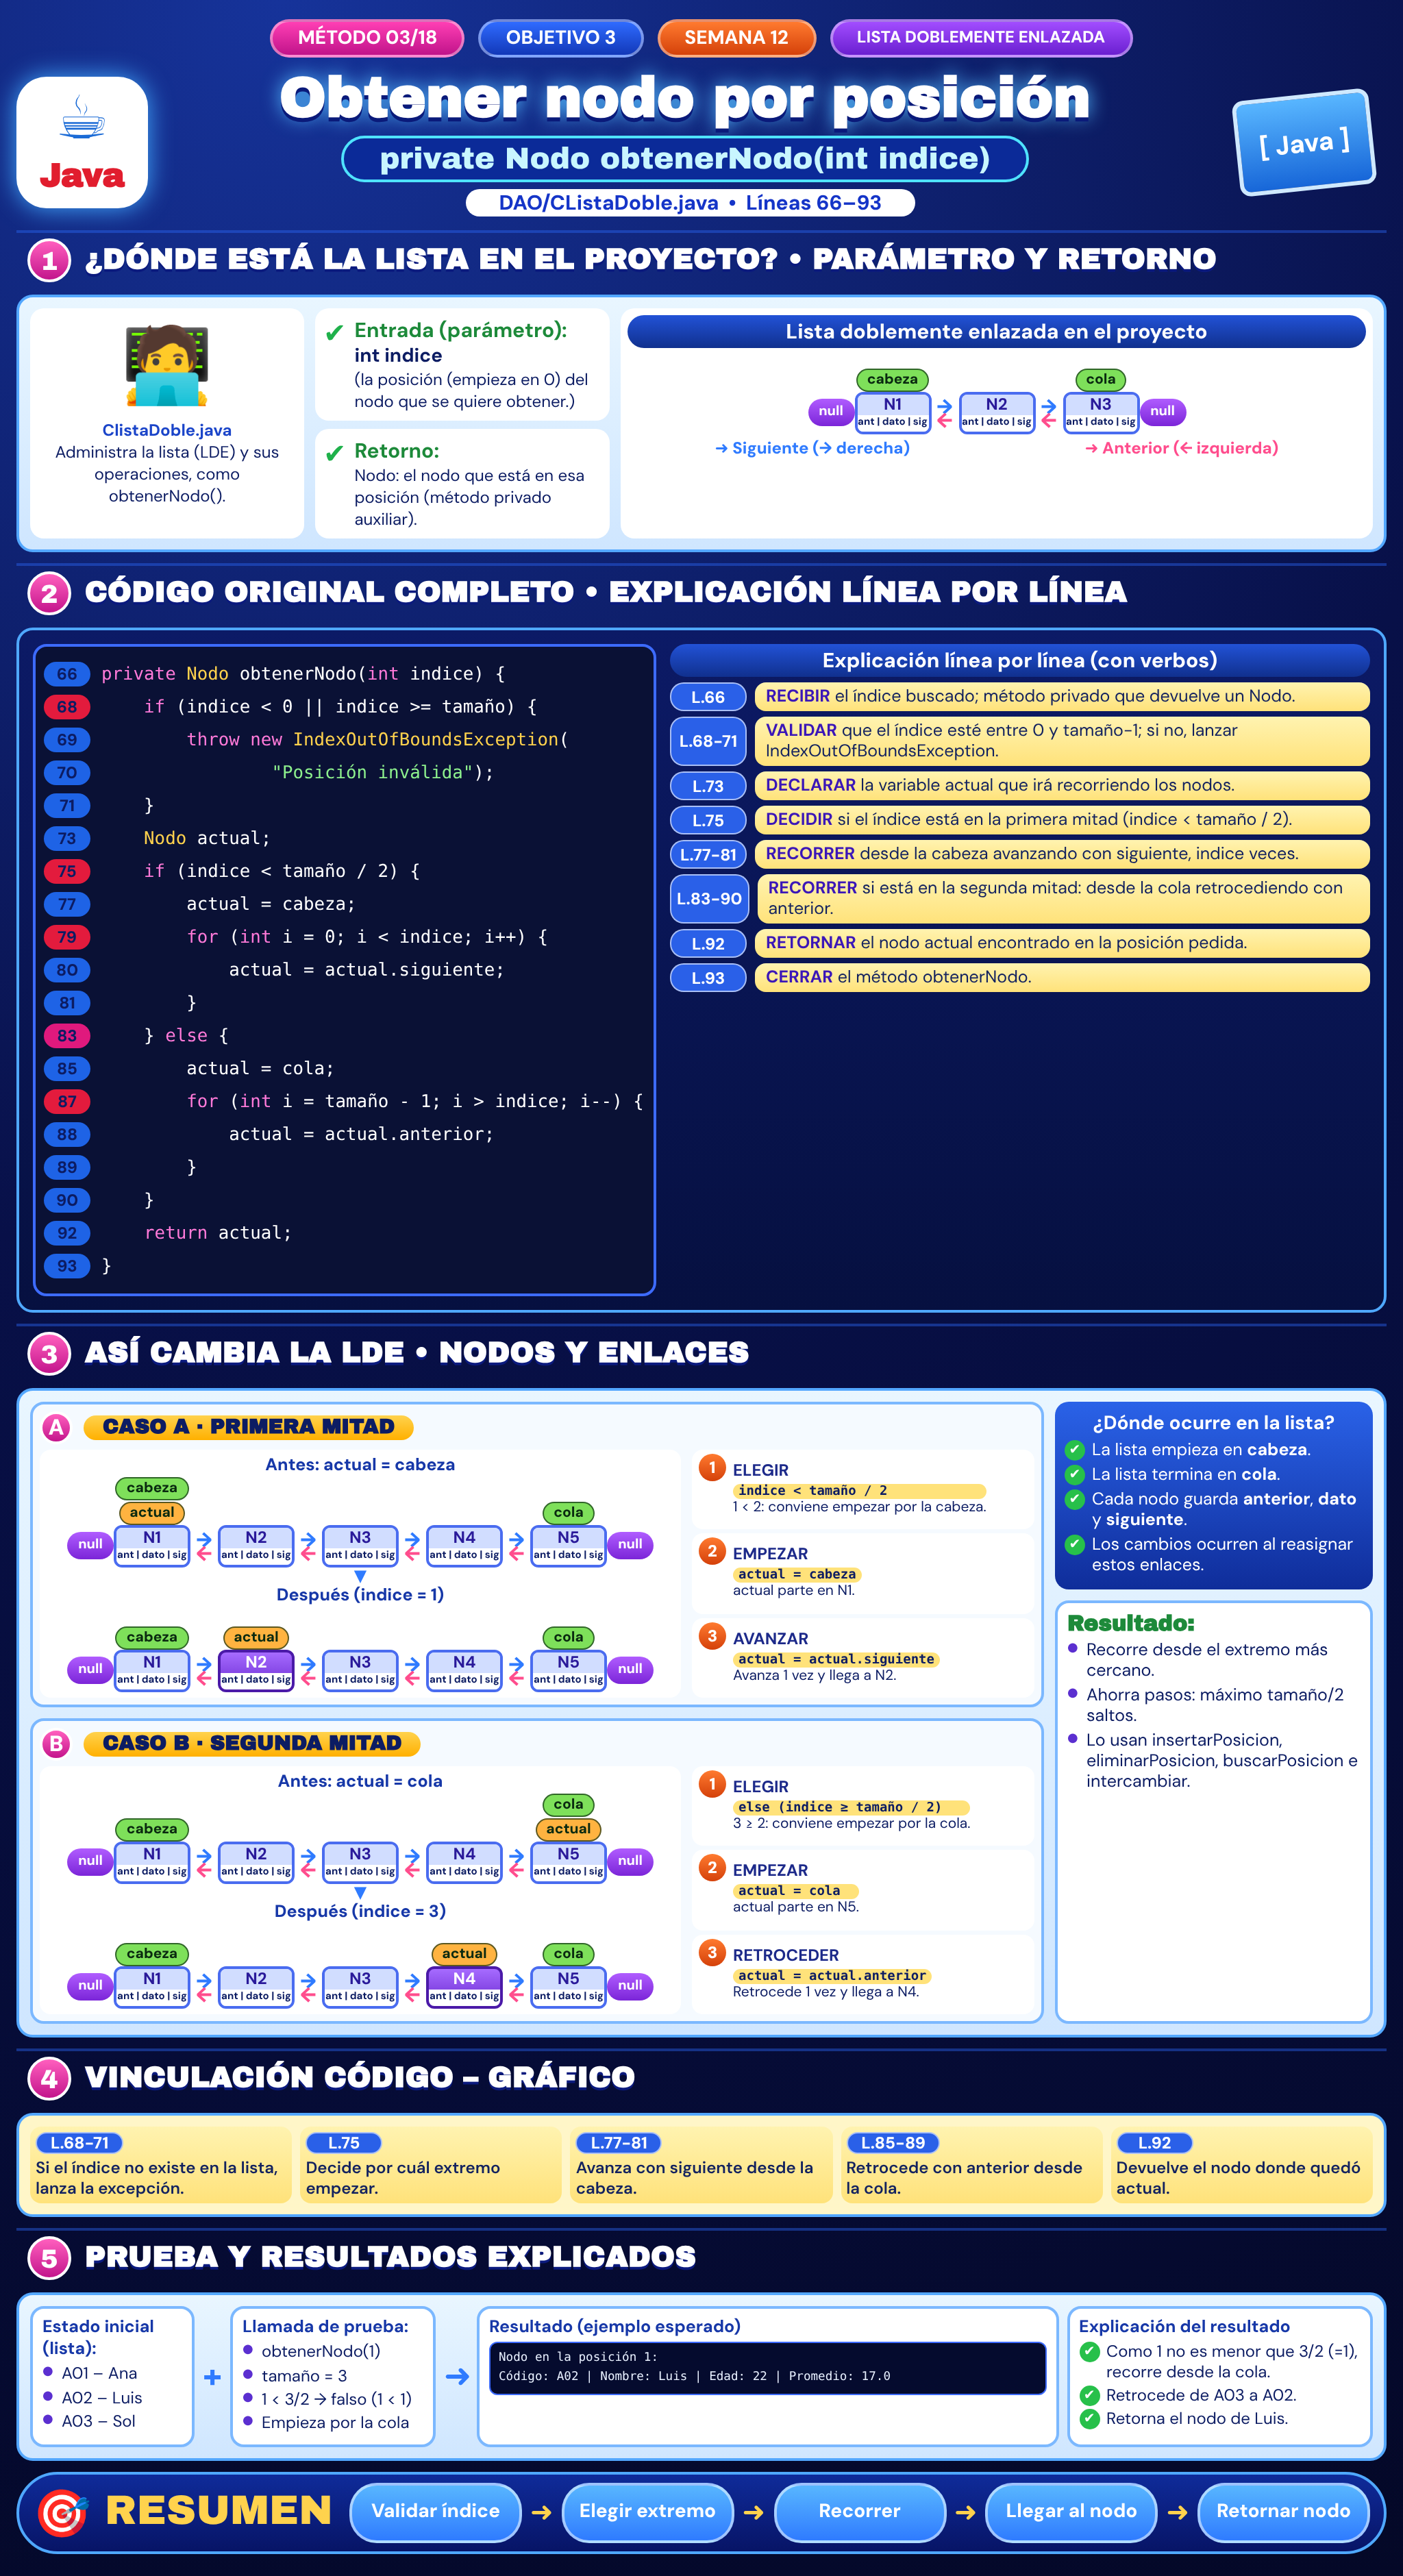 MÉTODO 03/18
OBJETIVO 3
SEMANA 12
LISTA DOBLEMENTE ENLAZADA
Java
Obtener nodo por posición
private Nodo obtenerNodo(int indice)
DAO/CListaDoble.java • Líneas 66–93
[ Java ]
1 ¿DÓNDE ESTÁ LA LISTA EN EL PROYECTO? • PARÁMETRO Y RETORNO
ClistaDoble.java
Administra la lista (LDE) y sus
operaciones, como
obtenerNodo().
✔ Entrada (parámetro):
int indice
(la posición (empieza en 0) del
nodo que se quiere obtener.)
✔ Retorno:
Nodo: el nodo que está en esa
posición (método privado
auxiliar).
Lista doblemente enlazada en el proyecto
cabeza
cola
null
N1
ant | dato | sig
N2
ant | dato | sig
N3
ant | dato | sig
null
→ Siguiente (→ derecha)
→ Anterior (← izquierda)
2 CÓDIGO ORIGINAL COMPLETO • EXPLICACIÓN LÍNEA POR LÍNEA
66 private Nodo obtenerNodo(int indice) {
68 if (indice < 0 || indice >= tamaño) {
69 throw new IndexOutOfBoundsException(
70 "Posición inválida");
71 }
73 Nodo actual;
75 if (indice < tamaño / 2) {
77 actual = cabeza;
79 for (int i = 0; i < indice; i++) {
80 actual = actual.siguiente;
81 }
83 } else {
85 actual = cola;
87 for (int i = tamaño - 1; i > indice; i--) {
88 actual = actual.anterior;
89 }
90 }
92 return actual;
93 }
Explicación línea por línea (con verbos)
L.66 RECIBIR el índice buscado; método privado que devuelve un Nodo.
L.68-71 VALIDAR que el índice esté entre 0 y tamaño-1; si no, lanzar
IndexOutOfBoundsException.
L.73 DECLARAR la variable actual que irá recorriendo los nodos.
L.75 DECIDIR si el índice está en la primera mitad (indice < tamaño / 2).
L.77-81 RECORRER desde la cabeza avanzando con siguiente, indice veces.
L.83-90 RECORRER si está en la segunda mitad: desde la cola retrocediendo con
anterior.
L.92 RETORNAR el nodo actual encontrado en la posición pedida.
L.93 CERRAR el método obtenerNodo.
3 ASÍ CAMBIA LA LDE • NODOS Y ENLACES
A CASO A · PRIMERA MITAD
Antes: actual = cabeza
cabeza
actual
cola
null
N1
ant | dato | sig
N2
ant | dato | sig
N3
ant | dato | sig
N4
ant | dato | sig
N5
ant | dato | sig
null
Después (indice = 1)
cabeza
actual
cola
null
N1
ant | dato | sig
N2
ant | dato | sig
N3
ant | dato | sig
N4
ant | dato | sig
N5
ant | dato | sig
null
1 ELEGIR
indice < tamaño / 2
1 < 2: conviene empezar por la cabeza.
2 EMPEZAR
actual = cabeza
actual parte en N1.
3 AVANZAR
actual = actual.siguiente
Avanza 1 vez y llega a N2.
B CASO B · SEGUNDA MITAD
Antes: actual = cola
cola
cabeza
actual
null
N1
ant | dato | sig
N2
ant | dato | sig
N3
ant | dato | sig
N4
ant | dato | sig
N5
ant | dato | sig
null
Después (indice = 3)
cabeza
actual
cola
null
N1
ant | dato | sig
N2
ant | dato | sig
N3
ant | dato | sig
N4
ant | dato | sig
N5
ant | dato | sig
null
1 ELEGIR
else (indice ≥ tamaño / 2)
3 ≥ 2: conviene empezar por la cola.
2 EMPEZAR
actual = cola
actual parte en N5.
3 RETROCEDER
actual = actual.anterior
Retrocede 1 vez y llega a N4.
¿Dónde ocurre en la lista?
La lista empieza en cabeza.
La lista termina en cola.
Cada nodo guarda anterior, dato
y siguiente.
Los cambios ocurren al reasignar
estos enlaces.
Resultado:
Recorre desde el extremo más
cercano.
Ahorra pasos: máximo tamaño/2
saltos.
Lo usan insertarPosicion,
eliminarPosicion, buscarPosicion e
intercambiar.
4 VINCULACIÓN CÓDIGO – GRÁFICO
L.68-71
Si el índice no existe en la lista,
lanza la excepción.
L.75
Decide por cuál extremo
empezar.
L.77-81
Avanza con siguiente desde la
cabeza.
L.85-89
Retrocede con anterior desde
la cola.
L.92
Devuelve el nodo donde quedó
actual.
5 PRUEBA Y RESULTADOS EXPLICADOS
Estado inicial
(lista):
A01 – Ana
A02 – Luis
A03 – Sol
+
Llamada de prueba:
obtenerNodo(1)
tamaño = 3
1 < 3/2 → falso (1 < 1)
Empieza por la cola
→
Resultado (ejemplo esperado)
Nodo en la posición 1:
Código: A02 | Nombre: Luis | Edad: 22 | Promedio: 17.0
Explicación del resultado
Como 1 no es menor que 3/2 (=1),
recorre desde la cola.
Retrocede de A03 a A02.
Retorna el nodo de Luis.
RESUMEN
Validar índice → Elegir extremo → Recorrer → Llegar al nodo → Retornar nodo